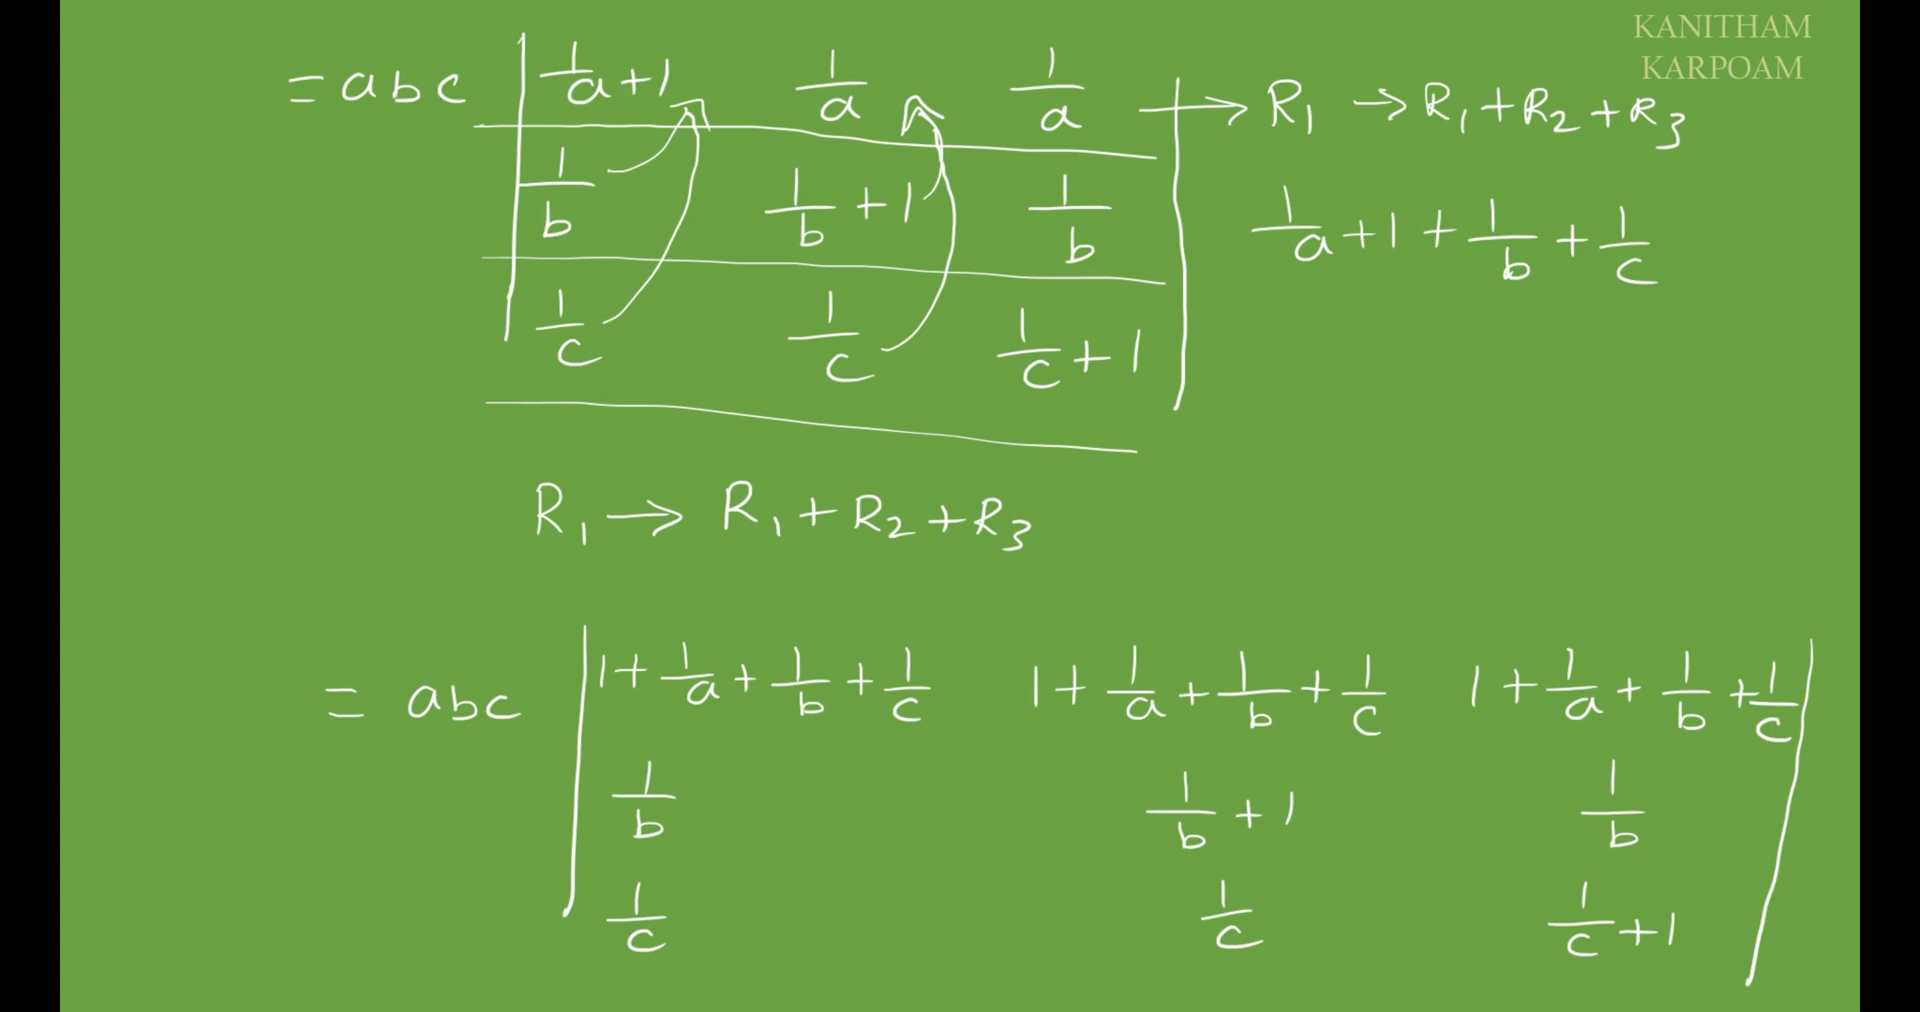 KANITHAM
KARPOAM
= abc | 1/a + 1    1/a    1/a | → R₁ → R₁ + R₂ + R₃
| 1/b    1/b + 1    1/b | 1/a + 1 + 1/b + 1/c
| 1/c    1/c    1/c + 1 |
R₁ → R₁ + R₂ + R₃
= abc | 1 + 1/a + 1/b + 1/c    1 + 1/a + 1/b + 1/c    1 + 1/a + 1/b + 1/c |
| 1/b    1/b + 1    1/b |
| 1/c    1/c    1/c + 1 |